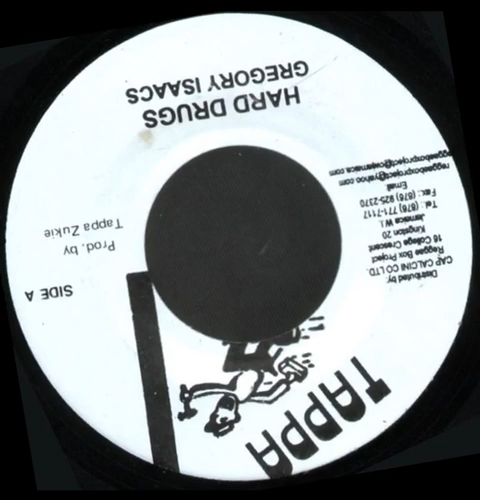 TAPPA
SIDE A
Prod. by
Tappa Zukie
Distributed by
CAP CALCINI CO LTD.
Reggae Box Project
16 College Crescent
Kingston 20
Jamaica W.I.
Tel.: (876) 771-7117
Fax.: (876) 925-2370
Email
reggaeboxproject@yahoo.com
reggaeboxproject@cwjamaica.com
HARD DRUGS
GREGORY ISAACS